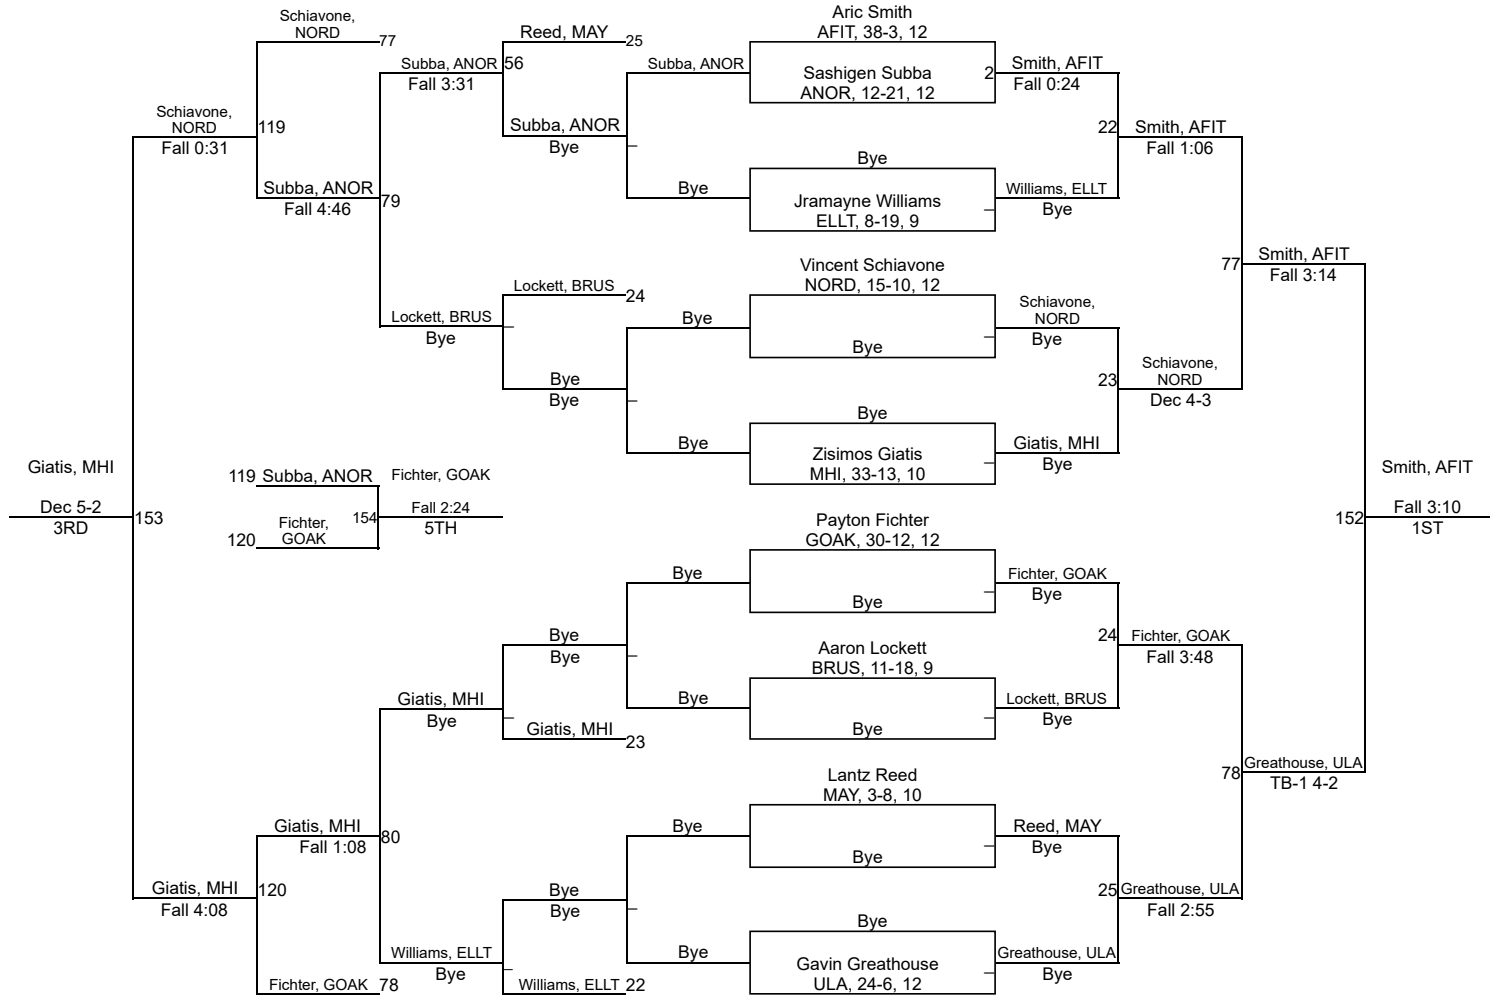 Schiavone,
NORD
77
Reed, MAY
25
Aric Smith
AFIT, 38-3, 12
Subba, ANOR
Fall 3:31
56
Subba, ANOR
Sashigen Subba
ANOR, 12-21, 12
2
Smith, AFIT
Fall 0:24
Schiavone,
NORD
Fall 0:31
119
Subba, ANOR
Bye
22
Smith, AFIT
Fall 1:06
Bye
Subba, ANOR
Fall 4:46
79
Bye
Jramayne Williams
ELLT, 8-19, 9
Williams, ELLT
Bye
77
Smith, AFIT
Fall 3:14
Vincent Schiavone
NORD, 15-10, 12
Lockett, BRUS
24
Lockett, BRUS
Bye
Bye
Bye
Schiavone,
NORD
Bye
Bye
Bye
23
Schiavone,
NORD
Dec 4-3
Bye
Bye
Zisimos Giatis
MHI, 33-13, 10
Giatis, MHI
Bye
Giatis, MHI
Dec 5-2
3RD
153
119
Subba, ANOR
Fichter, GOAK
154
Fall 2:24
5TH
120
Fichter,
GOAK
Smith, AFIT
152
Fall 3:10
1ST
Payton Fichter
GOAK, 30-12, 12
Bye
Bye
Fichter, GOAK
Bye
Bye
Bye
24
Fichter, GOAK
Fall 3:48
Aaron Lockett
BRUS, 11-18, 9
Giatis, MHI
Bye
Bye
Lockett, BRUS
Bye
Giatis, MHI
23
Bye
78
Greathouse, ULA
TB-1 4-2
Lantz Reed
MAY, 3-8, 10
Giatis, MHI
Fall 1:08
80
Bye
Bye
Reed, MAY
Bye
Giatis, MHI
Fall 4:08
120
Bye
Bye
25
Greathouse, ULA
Fall 2:55
Bye
Williams, ELLT
Bye
Bye
Gavin Greathouse
ULA, 24-6, 12
Greathouse, ULA
Bye
Fichter, GOAK
78
Williams, ELLT
22